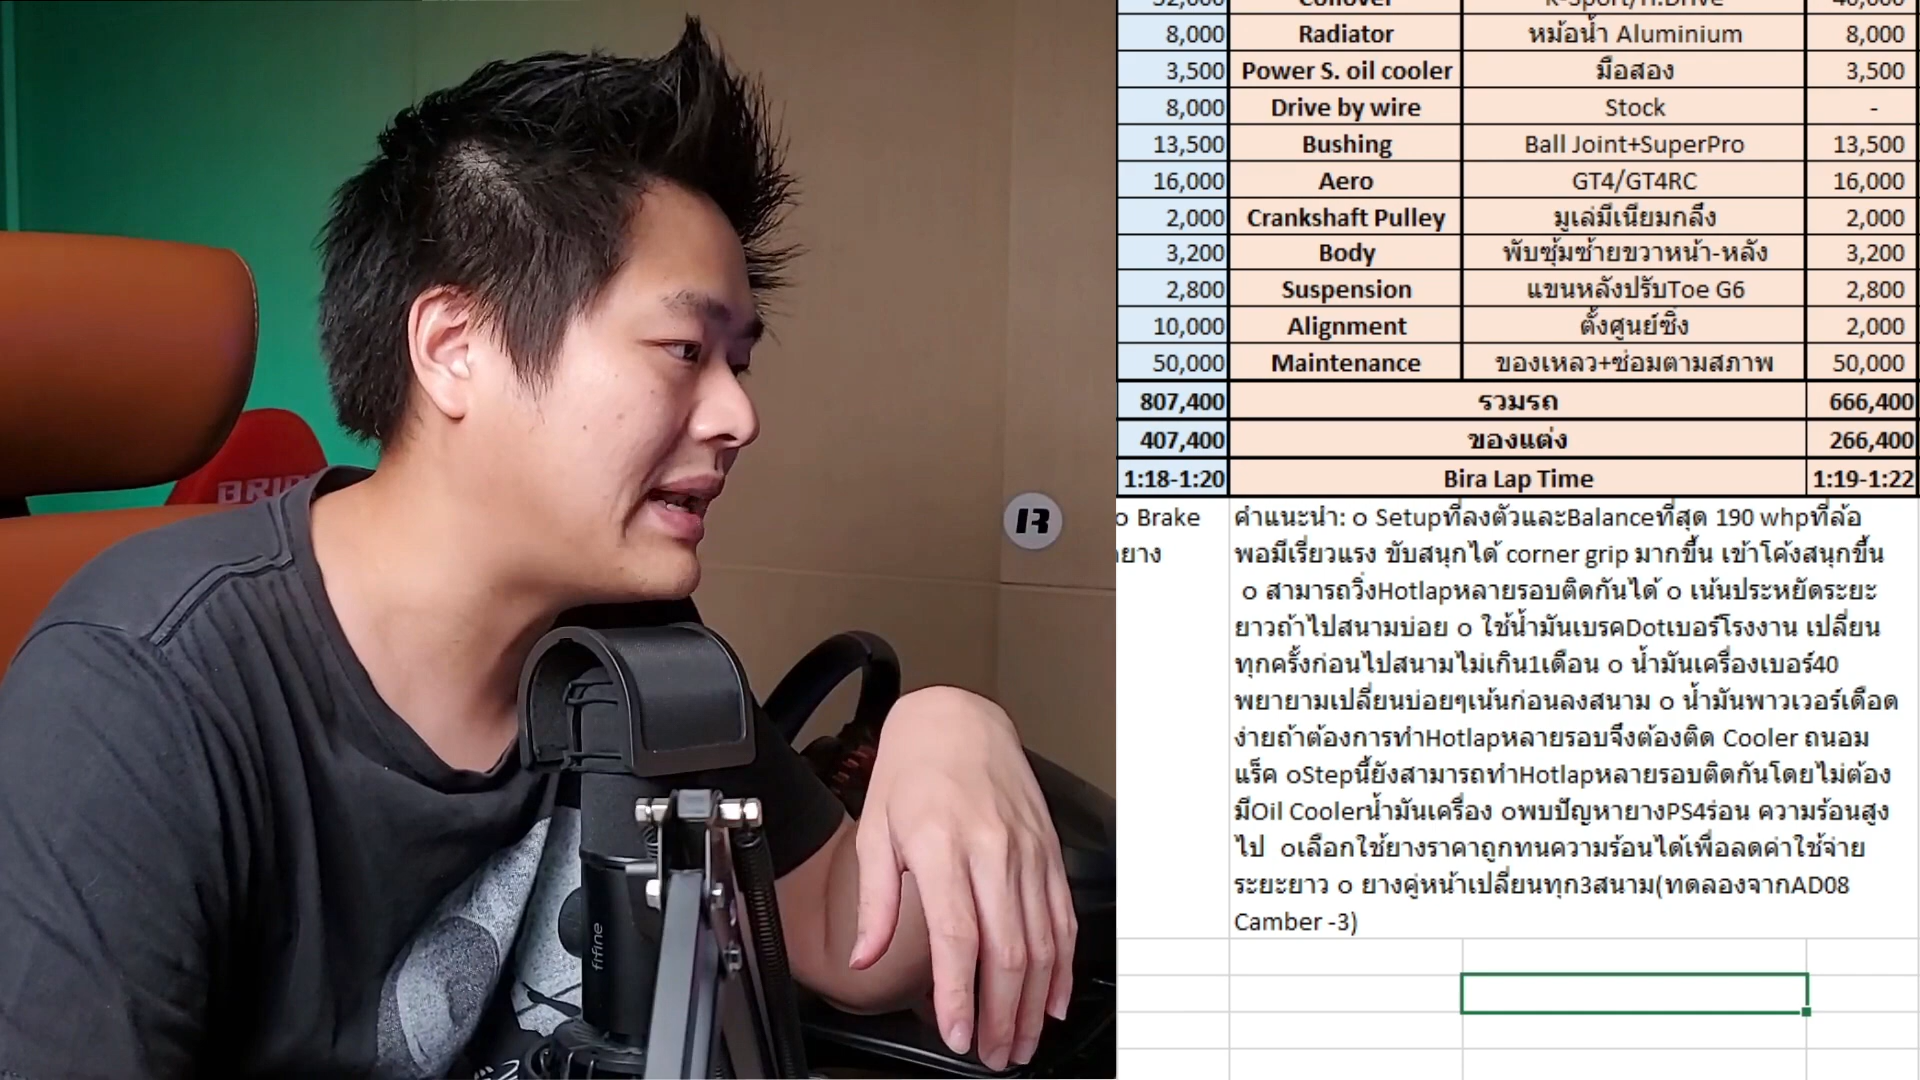 Radiator หม้อน้ำ Aluminium 8,000
8,000
3,500 Power S. oil cooler มือสอง 3,500
8,000 Drive by wire Stock -
13,500 Bushing Ball Joint+SuperPro 13,500
16,000 Aero GT4/GT4RC 16,000
2,000 Crankshaft Pulley มูเล่มีเนียมกลึง 2,000
3,200 Body พับซุ้มซ้ายขวาหน้า-หลัง 3,200
2,800 Suspension แขนหลังปรับToe G6 2,800
10,000 Alignment ตั้งศูนย์ซิ่ง 2,000
50,000 Maintenance ของเหลว+ซ่อมตามสภาพ 50,000
807,400 รวมรถ 666,400
407,400 ของแต่ง 266,400
1:18-1:20 Bira Lap Time 1:19-1:22
o Brake
ยาง
คำแนะนำ: o Setupที่ลงตัวและBalanceที่สุด 190 whpที่ล้อ
พอมีเรี่ยวแรง ขับสนุกได้ corner grip มากขึ้น เข้าโค้งสนุกขึ้น
o สามารถวิ่งHotlapหลายรอบติดกันได้ o เน้นประหยัดระยะ
ยาวถ้าไปสนามบ่อย o ใช้น้ำมันเบรคDotเบอร์โรงงาน เปลี่ยน
ทุกครั้งก่อนไปสนามไม่เกิน1เดือน o น้ำมันเครื่องเบอร์40
พยายามเปลี่ยนบ่อยๆเน้นก่อนลงสนาม o น้ำมันพาวเวอร์เดือด
ง่ายถ้าต้องการทำHotlapหลายรอบจึงต้องติด Cooler ถนอม
แร็ค oStepนี้ยังสามารถทำHotlapหลายรอบติดกันโดยไม่ต้อง
มีOil Coolerน้ำมันเครื่อง oพบปัญหายางPS4ร่อน ความร้อนสูง
ไป oเลือกใช้ยางราคาถูกทนความร้อนได้เพื่อลดค่าใช้จ่าย
ระยะยาว o ยางคู่หน้าเปลี่ยนทุก3สนาม(ทดลองจากAD08
Camber -3)
fifine